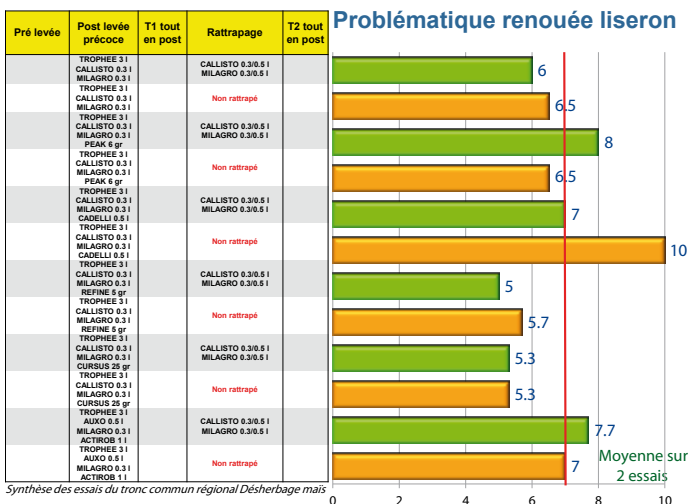 Problématique renouée liseron
Pré levée
Post levée précoce
T1 tout en post
Rattrapage
T2 tout en post
TROPHEE 3 l
CALLISTO 0.3 l
MILAGRO 0.3 l
CALLISTO 0.3/0.5 l
MILAGRO 0.3/0.5 l
6
TROPHEE 3 l
CALLISTO 0.3 l
MILAGRO 0.3 l
Non rattrapé
6.5
TROPHEE 3 l
CALLISTO 0.3 l
MILAGRO 0.3 l
PEAK 6 gr
CALLISTO 0.3/0.5 l
MILAGRO 0.3/0.5 l
8
TROPHEE 3 l
CALLISTO 0.3 l
MILAGRO 0.3 l
PEAK 6 gr
Non rattrapé
6.5
TROPHEE 3 l
CALLISTO 0.3 l
MILAGRO 0.3 l
CADELLI 0.5 l
CALLISTO 0.3/0.5 l
MILAGRO 0.3/0.5 l
7
TROPHEE 3 l
CALLISTO 0.3 l
MILAGRO 0.3 l
CADELLI 0.5 l
Non rattrapé
10
TROPHEE 3 l
CALLISTO 0.3 l
MILAGRO 0.3 l
REFINE 5 gr
CALLISTO 0.3/0.5 l
MILAGRO 0.3/0.5 l
5
TROPHEE 3 l
CALLISTO 0.3 l
MILAGRO 0.3 l
REFINE 5 gr
Non rattrapé
5.7
TROPHEE 3 l
CALLISTO 0.3 l
MILAGRO 0.3 l
CURSUS 25 gr
CALLISTO 0.3/0.5 l
MILAGRO 0.3/0.5 l
5.3
TROPHEE 3 l
CALLISTO 0.3 l
MILAGRO 0.3 l
CURSUS 25 gr
Non rattrapé
5.3
TROPHEE 3 l
AUXO 0.5 l
MILAGRO 0.3 l
ACTIROB 1 l
CALLISTO 0.3/0.5 l
MILAGRO 0.3/0.5 l
7.7
TROPHEE 3 l
AUXO 0.5 l
MILAGRO 0.3 l
ACTIROB 1 l
Non rattrapé
7
Moyenne sur
2 essais
Synthèse des essais du tronc commun régional Désherbage maïs
0 2 4 6 8 10